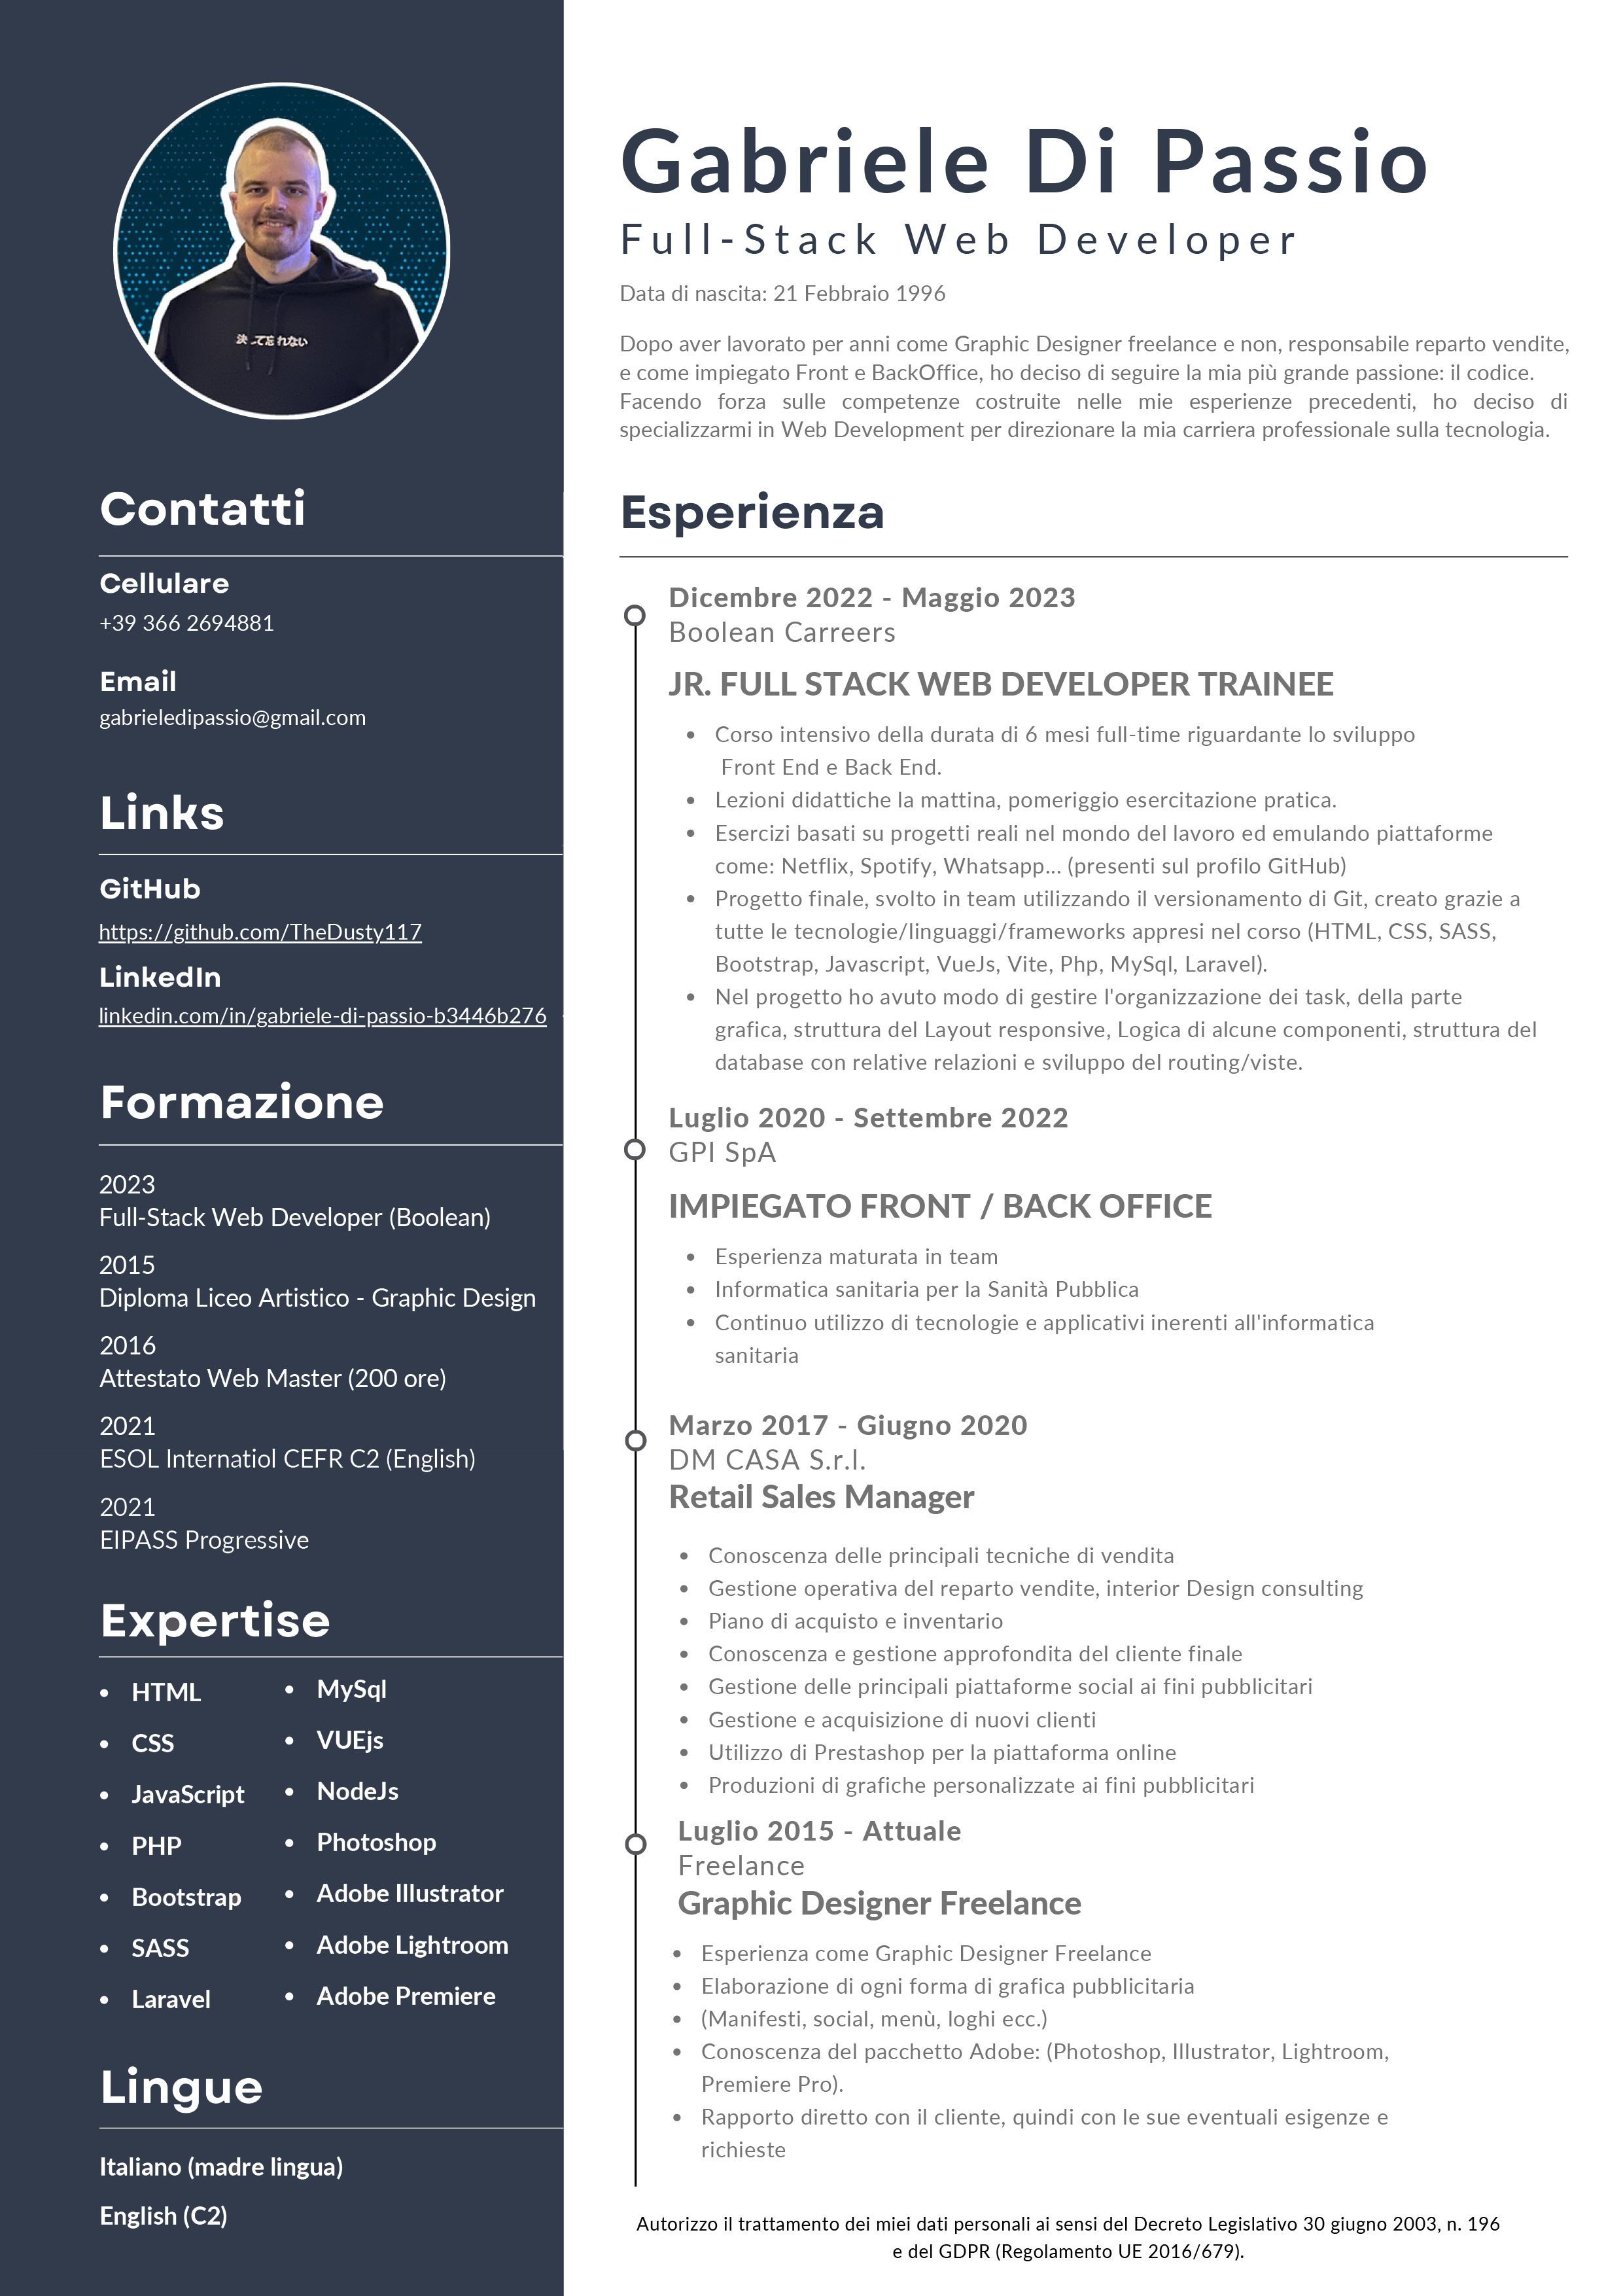 決して忘れない
Contatti
Cellulare
+39 366 2694881
Email
gabrieledipassio@gmail.com
Links
GitHub
https://github.com/TheDusty117
LinkedIn
linkedin.com/in/gabriele-di-passio-b3446b276
Formazione
2023
Full-Stack Web Developer (Boolean)
2015
Diploma Liceo Artistico - Graphic Design
2016
Attestato Web Master (200 ore)
2021
ESOL Internatiol CEFR C2 (English)
2021
EIPASS Progressive
Expertise
• HTML
• CSS
• JavaScript
• PHP
• Bootstrap
• SASS
• Laravel
• MySql
• VUEjs
• NodeJs
• Photoshop
• Adobe Illustrator
• Adobe Lightroom
• Adobe Premiere
Lingue
Italiano (madre lingua)
English (C2)
Gabriele Di Passio
Full-Stack Web Developer
Data di nascita: 21 Febbraio 1996
Dopo aver lavorato per anni come Graphic Designer freelance e non, responsabile reparto vendite,
e come impiegato Front e BackOffice, ho deciso di seguire la mia più grande passione: il codice.
Facendo forza sulle competenze costruite nelle mie esperienze precedenti, ho deciso di
specializzarmi in Web Development per direzionare la mia carriera professionale sulla tecnologia.
Esperienza
Dicembre 2022 - Maggio 2023
Boolean Carreers
JR. FULL STACK WEB DEVELOPER TRAINEE
• Corso intensivo della durata di 6 mesi full-time riguardante lo sviluppo
Front End e Back End.
• Lezioni didattiche la mattina, pomeriggio esercitazione pratica.
• Esercizi basati su progetti reali nel mondo del lavoro ed emulando piattaforme
come: Netflix, Spotify, Whatsapp... (presenti sul profilo GitHub)
• Progetto finale, svolto in team utilizzando il versionamento di Git, creato grazie a
tutte le tecnologie/linguaggi/frameworks appresi nel corso (HTML, CSS, SASS,
Bootstrap, Javascript, VueJs, Vite, Php, MySql, Laravel).
• Nel progetto ho avuto modo di gestire l'organizzazione dei task, della parte
grafica, struttura del Layout responsive, Logica di alcune componenti, struttura del
database con relative relazioni e sviluppo del routing/viste.
Luglio 2020 - Settembre 2022
GPI SpA
IMPIEGATO FRONT / BACK OFFICE
• Esperienza maturata in team
• Informatica sanitaria per la Sanità Pubblica
• Continuo utilizzo di tecnologie e applicativi inerenti all'informatica
sanitaria
Marzo 2017 - Giugno 2020
DM CASA S.r.l.
Retail Sales Manager
• Conoscenza delle principali tecniche di vendita
• Gestione operativa del reparto vendite, interior Design consulting
• Piano di acquisto e inventario
• Conoscenza e gestione approfondita del cliente finale
• Gestione delle principali piattaforme social ai fini pubblicitari
• Gestione e acquisizione di nuovi clienti
• Utilizzo di Prestashop per la piattaforma online
• Produzioni di grafiche personalizzate ai fini pubblicitari
Luglio 2015 - Attuale
Freelance
Graphic Designer Freelance
• Esperienza come Graphic Designer Freelance
• Elaborazione di ogni forma di grafica pubblicitaria
• (Manifesti, social, menù, loghi ecc.)
• Conoscenza del pacchetto Adobe: (Photoshop, Illustrator, Lightroom,
Premiere Pro).
• Rapporto diretto con il cliente, quindi con le sue eventuali esigenze e
richieste
Autorizzo il trattamento dei miei dati personali ai sensi del Decreto Legislativo 30 giugno 2003, n. 196
e del GDPR (Regolamento UE 2016/679).